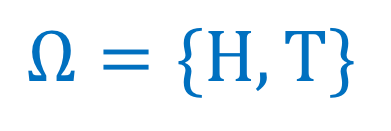 Ω = {H, T}